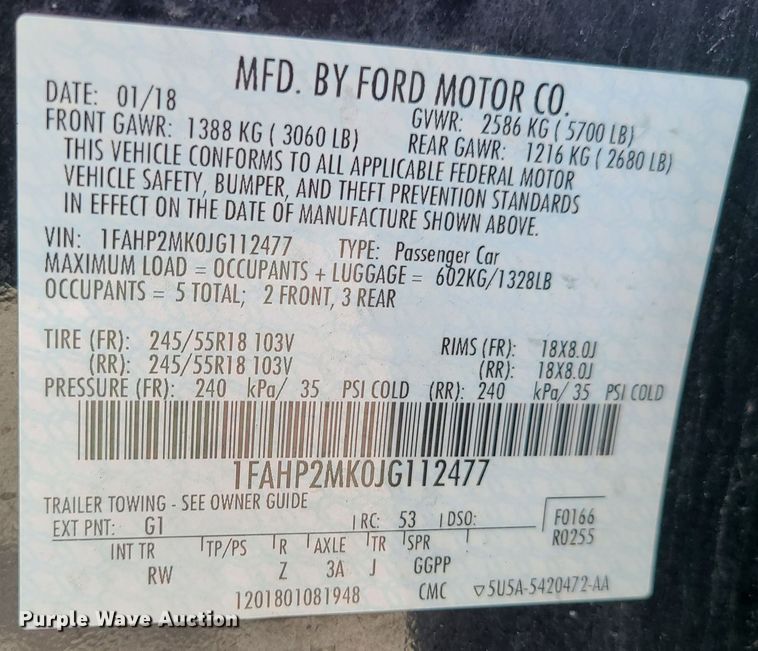 MFD. BY FORD MOTOR CO.
DATE: 01/18 GVWR: 2586 KG ( 5700 LB)
FRONT GAWR: 1388 KG ( 3060 LB) REAR GAWR: 1216 KG ( 2680 LB)
THIS VEHICLE CONFORMS TO ALL APPLICABLE FEDERAL MOTOR
VEHICLE SAFETY, BUMPER, AND THEFT PREVENTION STANDARDS
IN EFFECT ON THE DATE OF MANUFACTURE SHOWN ABOVE.
VIN: 1FAHP2MK0JG112477 TYPE: Passenger Car
MAXIMUM LOAD = OCCUPANTS + LUGGAGE = 602KG/1328LB
OCCUPANTS = 5 TOTAL; 2 FRONT, 3 REAR
TIRE (FR): 245/55R18 103V RIMS (FR): 18X8.0J
(RR): 245/55R18 103V (RR): 18X8.0J
PRESSURE (FR): 240 kPa/ 35 PSI COLD (RR): 240 kPa/ 35 PSI COLD
1FAHP2MK0JG112477
TRAILER TOWING - SEE OWNER GUIDE
EXT PNT: G1 RC: 53 DSO: F0166
R0255
INT TR TP/PS R AXLE TR SPR
RW Z 3A J GGPP
1201801081948 CMC ▽5U5A-5420472-AA
Purple Wave Auction